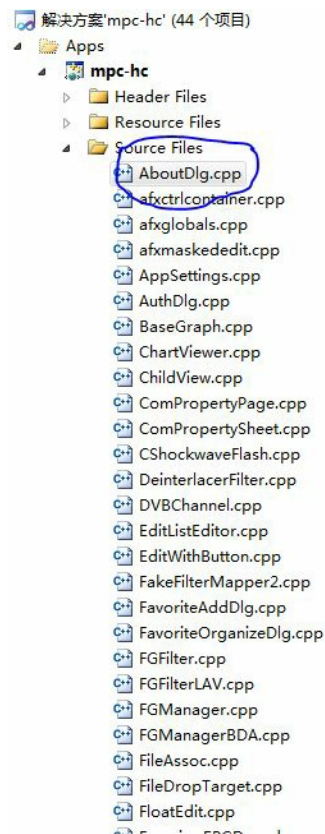 解决方案'mpc-hc' (44 个项目)
Apps
mpc-hc
Header Files
Resource Files
Source Files
AboutDlg.cpp
afxctrlcontainer.cpp
afxglobals.cpp
afxmaskededit.cpp
AppSettings.cpp
AuthDlg.cpp
BaseGraph.cpp
ChartViewer.cpp
ChildView.cpp
ComPropertyPage.cpp
ComPropertySheet.cpp
CShockwaveFlash.cpp
DeinterlacerFilter.cpp
DVBChannel.cpp
EditListEditor.cpp
EditWithButton.cpp
FakeFilterMapper2.cpp
FavoriteAddDlg.cpp
FavoriteOrganizeDlg.cpp
FGFilter.cpp
FGFilterLAV.cpp
FGManager.cpp
FGManagerBDA.cpp
FileAssoc.cpp
FileDropTarget.cpp
FloatEdit.cpp